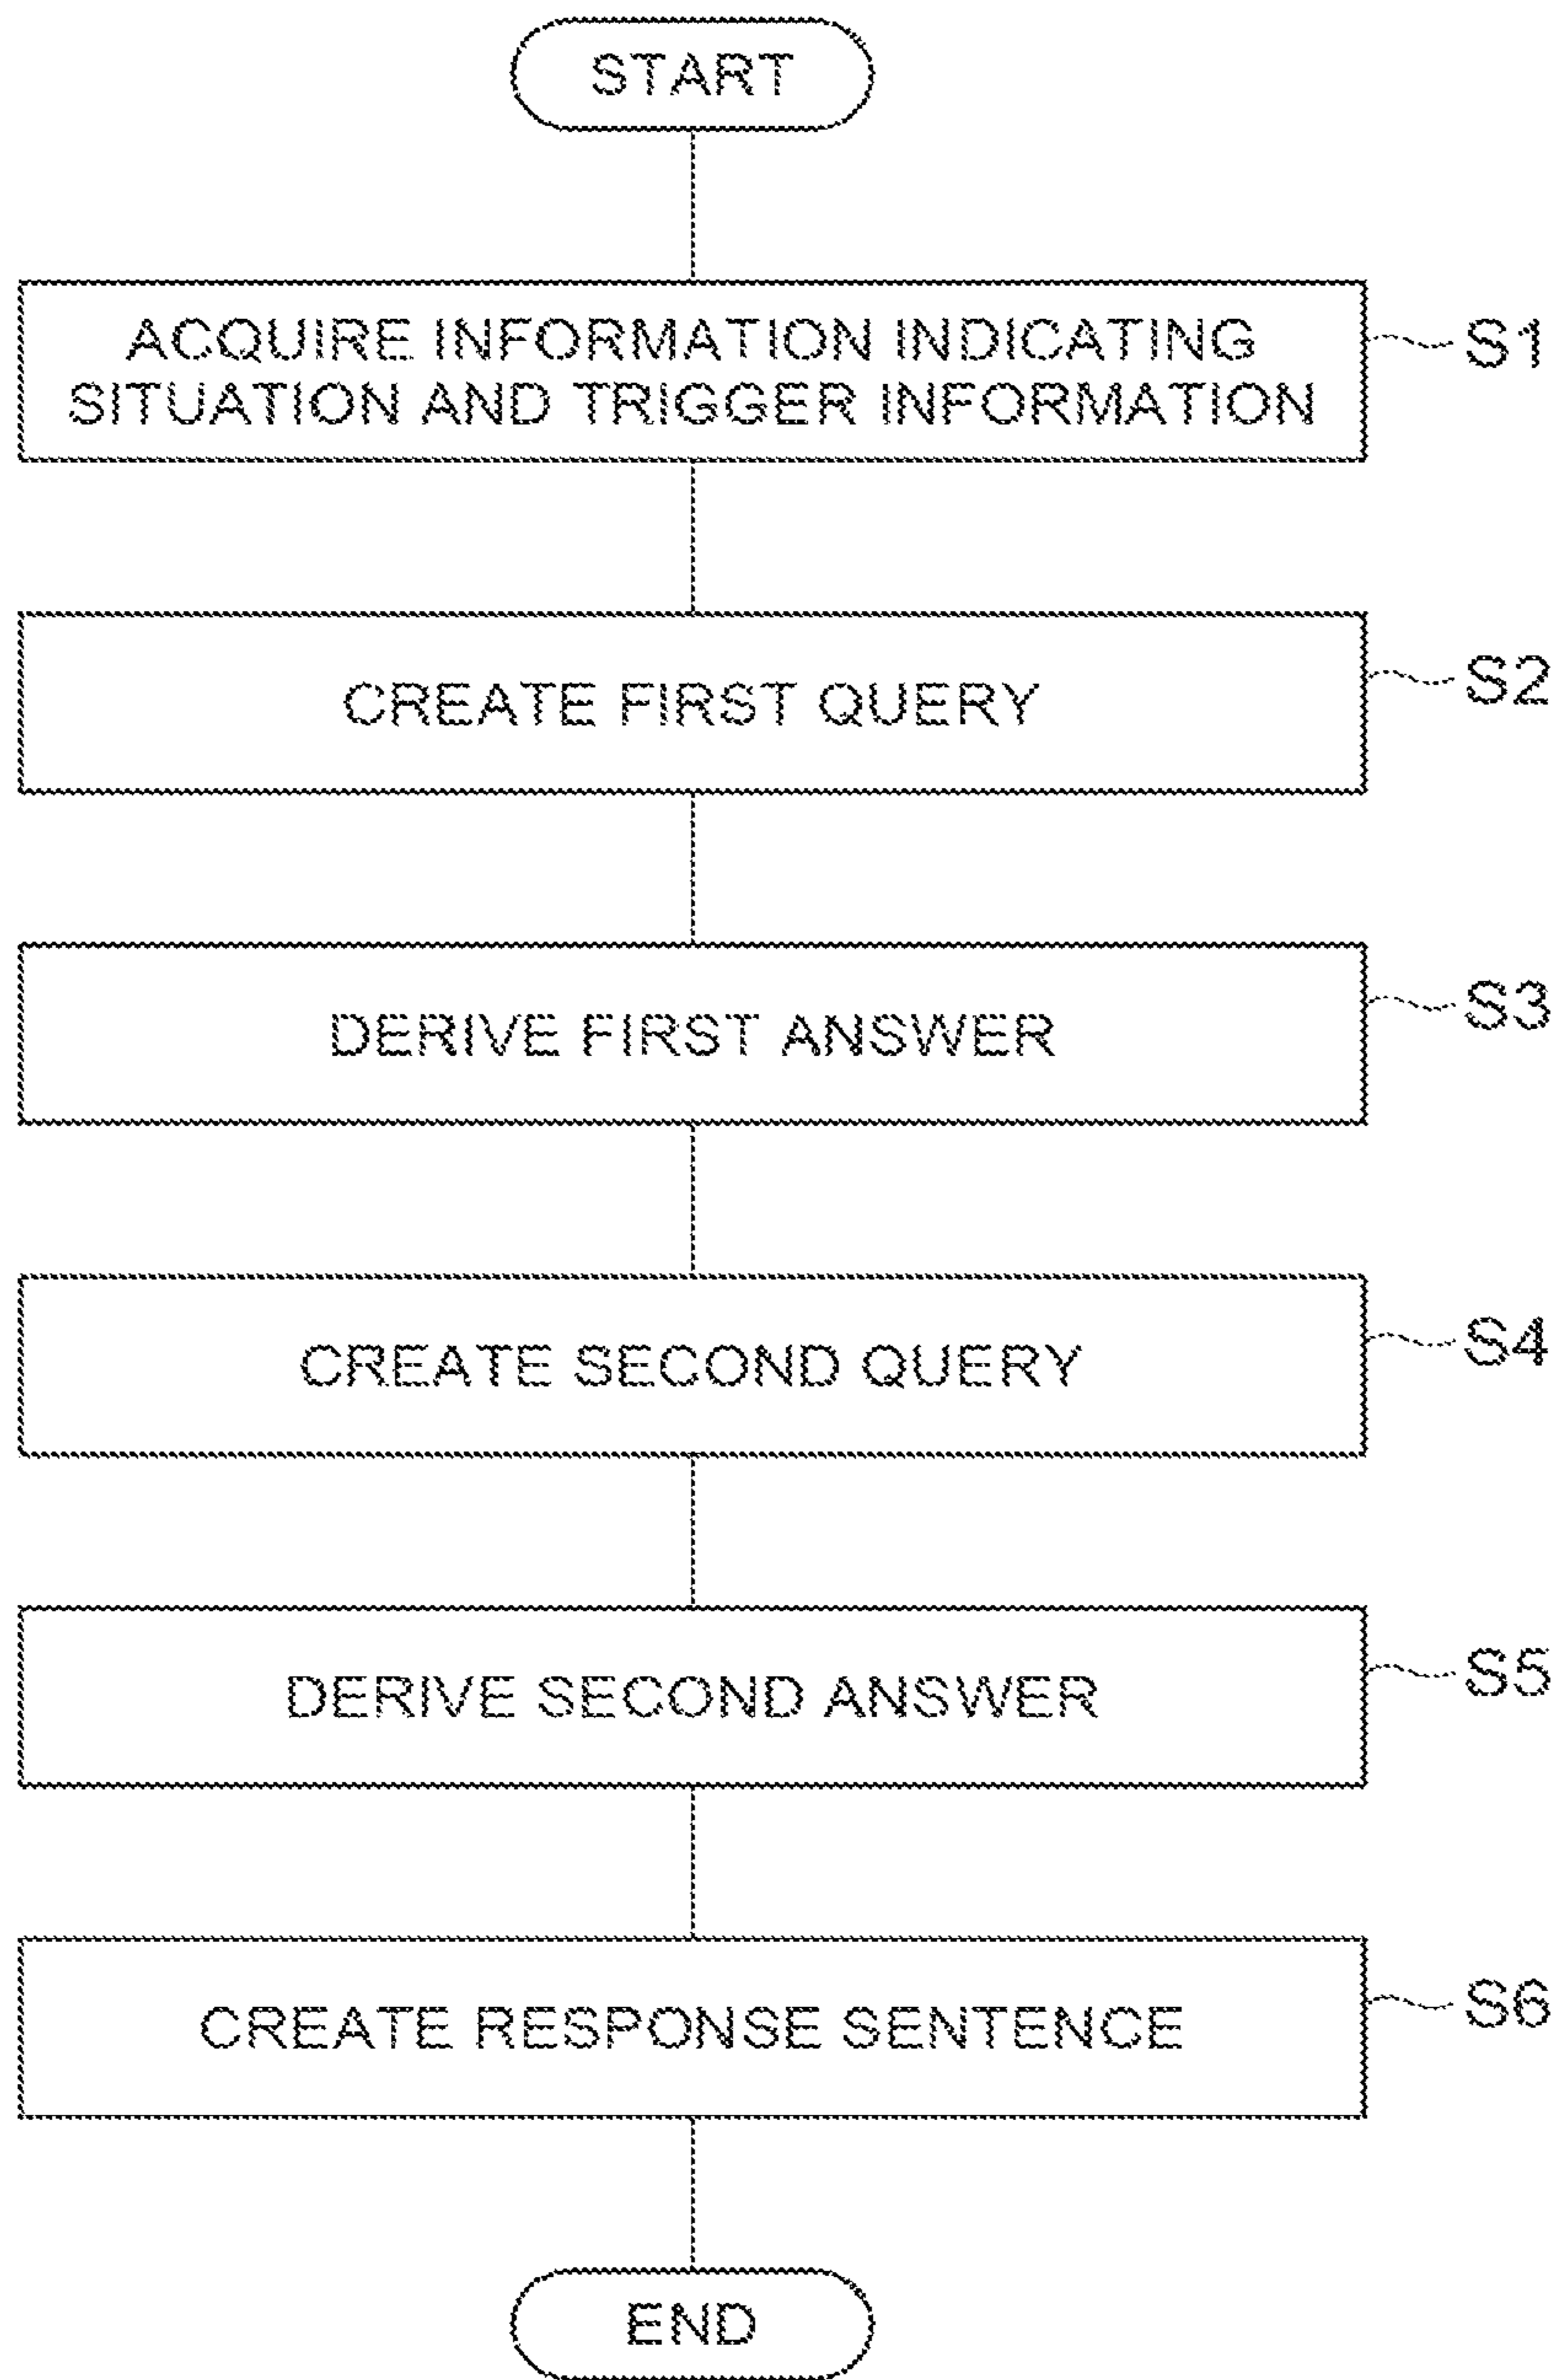 START
ACQUIRE INFORMATION INDICATING
SITUATION AND TRIGGER INFORMATION
S1
CREATE FIRST QUERY
S2
DERIVE FIRST ANSWER
S3
CREATE SECOND QUERY
S4
DERIVE SECOND ANSWER
S5
CREATE RESPONSE SENTENCE
S6
END